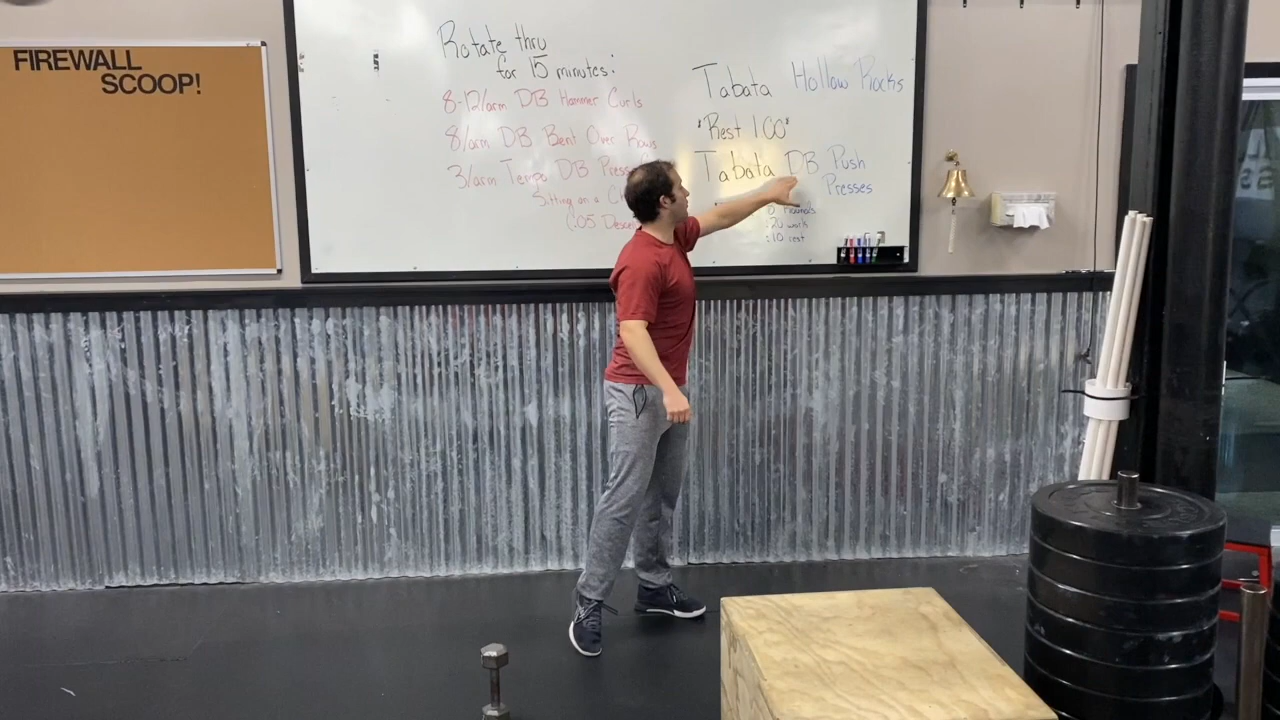 FIREWALL
SCOOP!
Rotate thru
for 15 minutes:
8-12/arm DB Hammer Curls
8/arm DB Bent Over Rows
3/arm Tempo DB Press
Sitting on a
(:05
Tabata Hollow Rocks
*Rest 1:00*
Tabata DB Push
Presses
rounds
:20 work
:10 rest